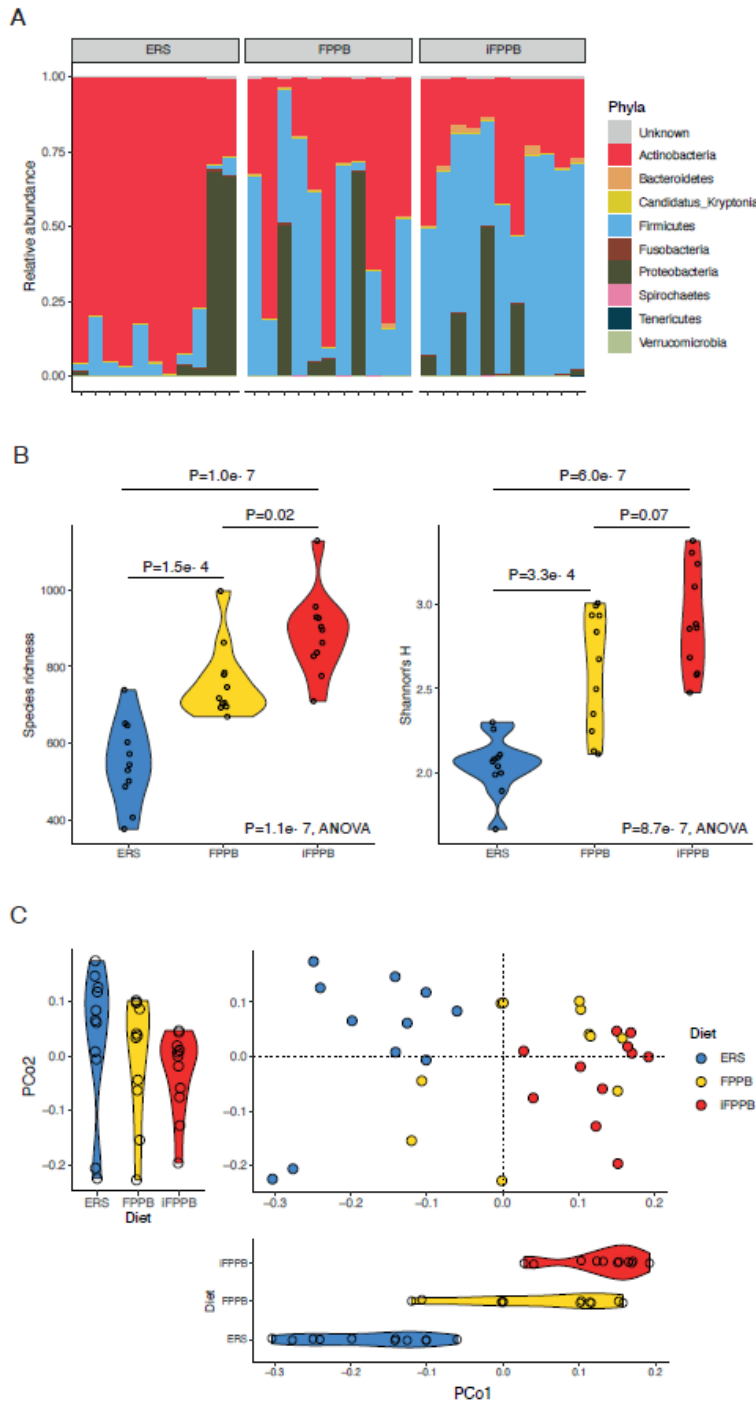 A
ERS FPPB iFPPB
1.00
0.75
0.50
0.25
0.00
Relative abundance
Phyla
Unknown
Actinobacteria
Bacteroidetes
Candidatus_Kryptonia
Firmicutes
Fusobacteria
Proteobacteria
Spirochaetes
Tenericutes
Verrucomicrobia
B
P=1.0e- 7
P=0.02
P=1.5e- 4
1000
800
600
400
Species richness
P=1.1e- 7, ANOVA
ERS FPPB iFPPB
P=6.0e- 7
P=0.07
P=3.3e- 4
3.0
2.5
2.0
Shannon's H
P=8.7e- 7, ANOVA
ERS FPPB iFPPB
C
0.1
0.0
−0.1
−0.2
PCo2
ERS FPPB iFPPB
Diet
0.1
0.0
−0.1
−0.2
−0.3 −0.2 −0.1 0.0 0.1 0.2
Diet
ERS
FPPB
iFPPB
iFPPB
FPPB
ERS
Diet
−0.3 −0.2 −0.1 0.0 0.1 0.2
PCo1